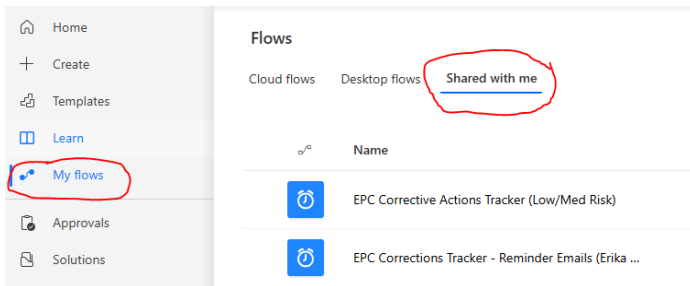 Home
Create
Templates
Learn
My flows
Approvals
Solutions
Flows
Cloud flows Desktop flows Shared with me
Name
EPC Corrective Actions Tracker (Low/Med Risk)
EPC Corrections Tracker - Reminder Emails (Erika ...